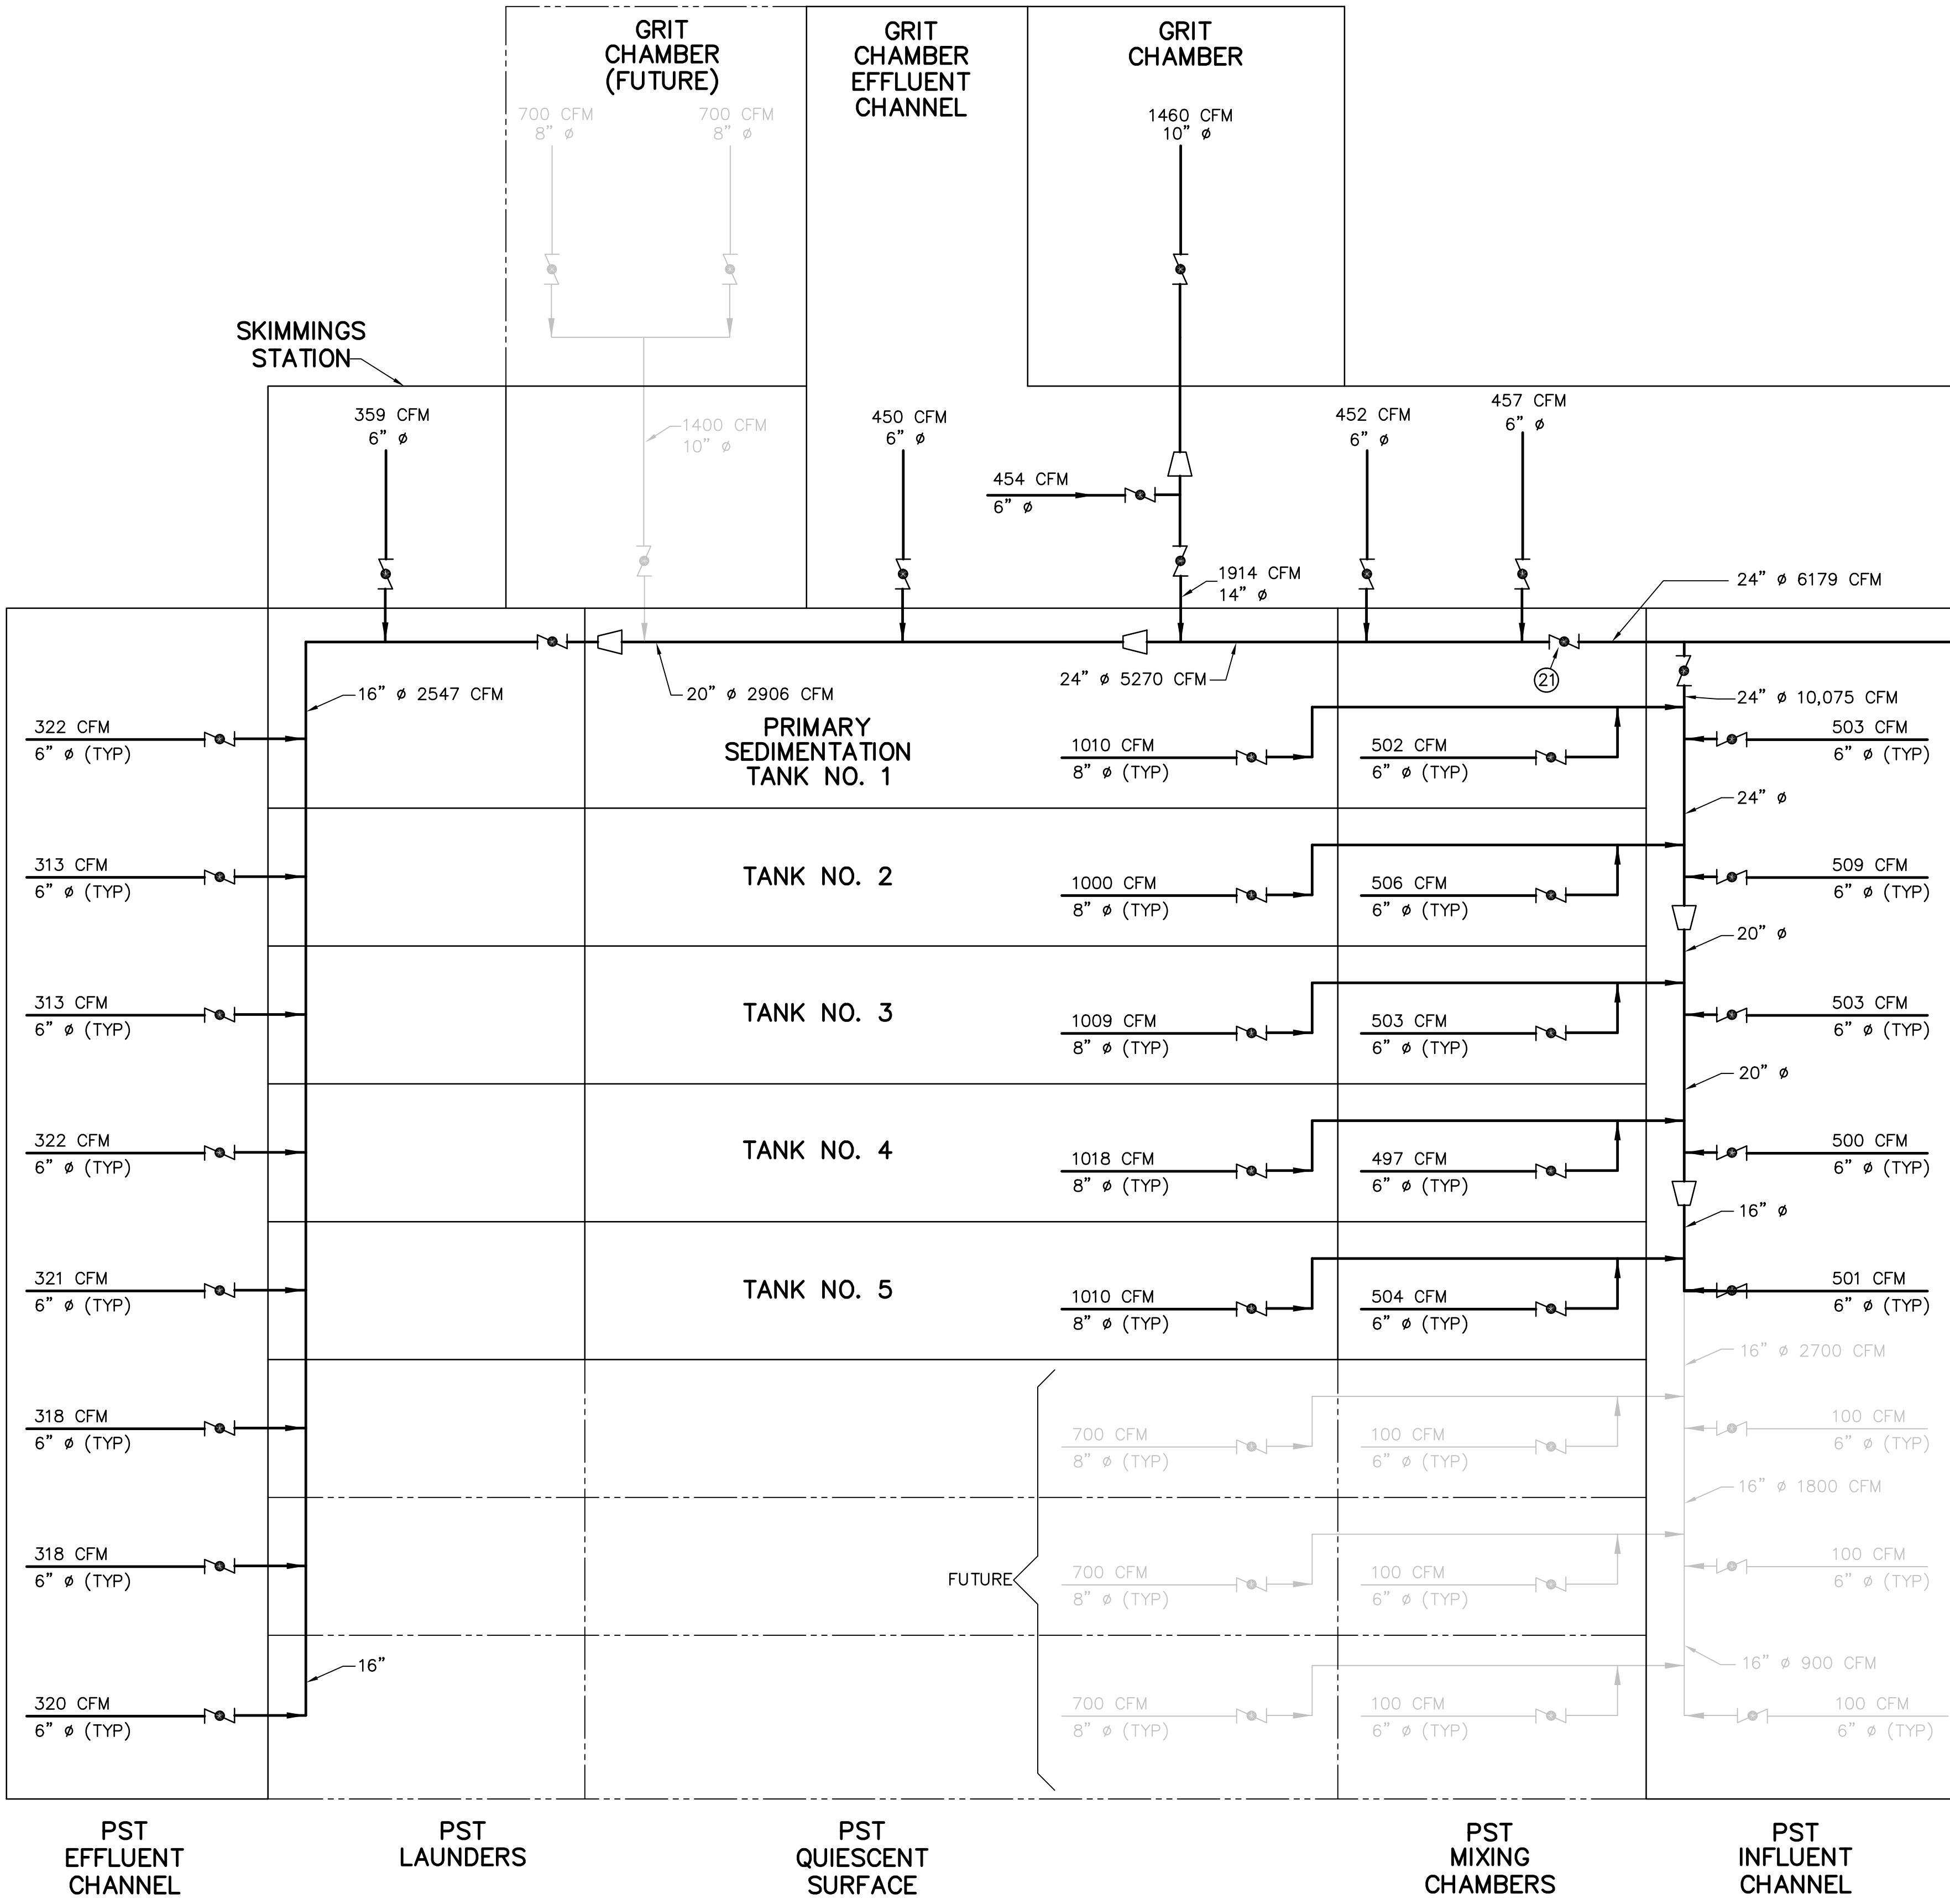 GRIT
CHAMBER
(FUTURE)
GRIT
CHAMBER
EFFLUENT
CHANNEL
GRIT
CHAMBER
700 CFM
8” ø
700 CFM
8” ø
1460 CFM
10” ø
SKIMMINGS
STATION
359 CFM
6” ø
1400 CFM
10” ø
450 CFM
6” ø
454 CFM
6” ø
452 CFM
6” ø
457 CFM
6” ø
1914 CFM
14” ø
24” ø 6179 CFM
16” ø 2547 CFM
20” ø 2906 CFM
24” ø 5270 CFM
21
24” ø 10,075 CFM
322 CFM
6” ø (TYP)
PRIMARY
SEDIMENTATION
TANK NO. 1
1010 CFM
8” ø (TYP)
502 CFM
6” ø (TYP)
503 CFM
6” ø (TYP)
24” ø
313 CFM
6” ø (TYP)
TANK NO. 2
1000 CFM
8” ø (TYP)
506 CFM
6” ø (TYP)
509 CFM
6” ø (TYP)
20” ø
313 CFM
6” ø (TYP)
TANK NO. 3
1009 CFM
8” ø (TYP)
503 CFM
6” ø (TYP)
503 CFM
6” ø (TYP)
20” ø
322 CFM
6” ø (TYP)
TANK NO. 4
1018 CFM
8” ø (TYP)
497 CFM
6” ø (TYP)
500 CFM
6” ø (TYP)
16” ø
321 CFM
6” ø (TYP)
TANK NO. 5
1010 CFM
8” ø (TYP)
504 CFM
6” ø (TYP)
501 CFM
6” ø (TYP)
16” ø 2700 CFM
318 CFM
6” ø (TYP)
700 CFM
8” ø (TYP)
100 CFM
6” ø (TYP)
100 CFM
6” ø (TYP)
16” ø 1800 CFM
318 CFM
6” ø (TYP)
FUTURE
700 CFM
8” ø (TYP)
100 CFM
6” ø (TYP)
100 CFM
6” ø (TYP)
16”
16” ø 900 CFM
320 CFM
6” ø (TYP)
700 CFM
8” ø (TYP)
100 CFM
6” ø (TYP)
100 CFM
6” ø (TYP)
PST
EFFLUENT
CHANNEL
PST
LAUNDERS
PST
QUIESCENT
SURFACE
PST
MIXING
CHAMBERS
PST
INFLUENT
CHANNEL